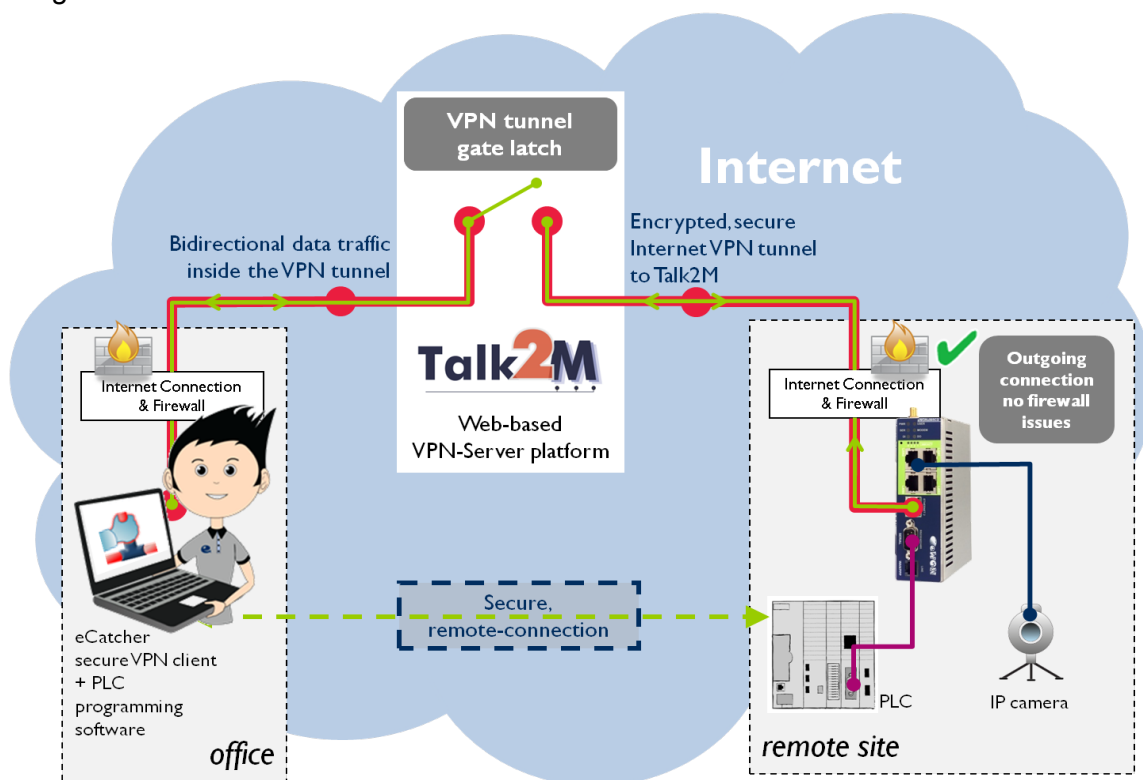 VPN tunnel
gate latch
Internet
Bidirectional data traffic
inside the VPN tunnel
Encrypted, secure
Internet VPN tunnel
to Talk2M
Talk2M
Web-based
VPN-Server platform
Internet Connection
& Firewall
Internet Connection
& Firewall
Outgoing
connection
no firewall
issues
Secure,
remote-connection
eCatcher
secure VPN client
+ PLC
programming
software
office
PLC
IP camera
remote site
eWON